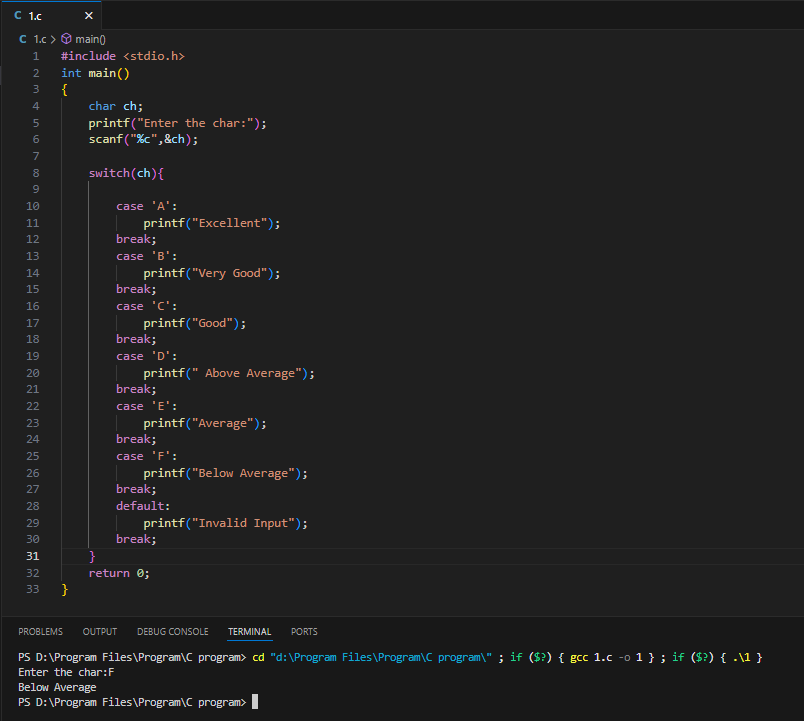 C 1.c ×
C 1.c > main()
1 #include <stdio.h>
2 int main()
3 {
4 char ch;
5 printf("Enter the char:");
6 scanf("%c",&ch);
7
8 switch(ch){
9
10 case 'A':
11 printf("Excellent");
12 break;
13 case 'B':
14 printf("Very Good");
15 break;
16 case 'C':
17 printf("Good");
18 break;
19 case 'D':
20 printf(" Above Average");
21 break;
22 case 'E':
23 printf("Average");
24 break;
25 case 'F':
26 printf("Below Average");
27 break;
28 default:
29 printf("Invalid Input");
30 break;
31 }
32 return 0;
33 }
PROBLEMS OUTPUT DEBUG CONSOLE TERMINAL PORTS
PS D:\Program Files\Program\C program> cd "d:\Program Files\Program\C program\" ; if ($?) { gcc 1.c -o 1 } ; if ($?) { .\1 }
Enter the char:F
Below Average
PS D:\Program Files\Program\C program>